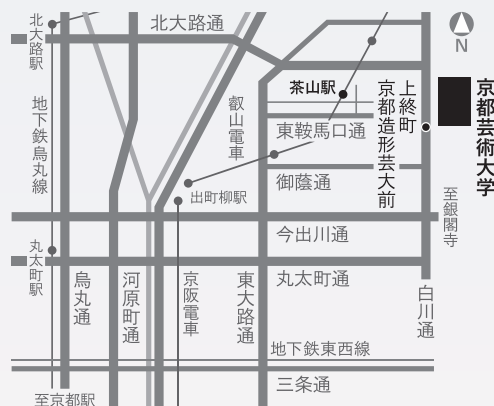 北大路通
北大路駅
N
茶山駅
叡山電車
上終町
京都造形芸大前
京都芸術大学
地下鉄烏丸線
東鞍馬口通
御蔭通
出町柳駅
至銀閣寺
今出川通
丸太町駅
烏丸通
河原町通
京阪電車
東大路通
丸太町通
白川通
地下鉄東西線
三条通
至京都駅